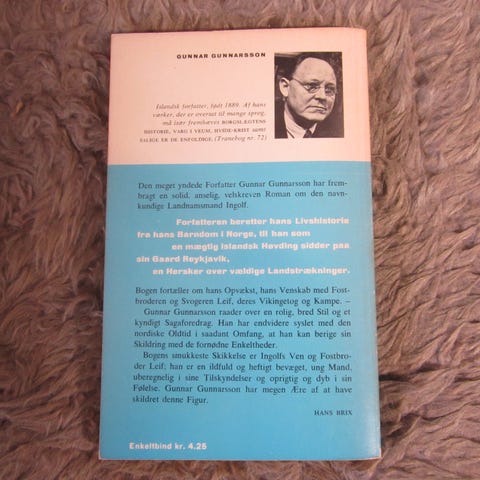 GUNNAR GUNNARSSON
Islandsk forfatter, født 1889. Af hans
værker, der er oversat til mange sprog,
må især fremhæves BORGSLÆGTENS
HISTORIE, VARG I VEUM, HVIDE-KRIST samt
SALIGE ER DE ENFOLDIGE (Tranebog nr. 72)
Den meget yndede Forfatter Gunnar Gunnarsson har frem-
bragt en solid, anselig, velskreven Roman om den navn-
kundige Landnamsmand Ingolf.
Forfatteren beretter hans Livshistorie
fra hans Barndom i Norge, til han som
en mægtig islandsk Høvding sidder paa
sin Gaard Reykjavik,
en Hersker over vældige Landstrækninger.
Bogen fortæller om hans Opvækst, hans Venskab med Fost-
broderen og Svogeren Leif, deres Vikingetog og Kampe. –
Gunnar Gunnarsson raader over en rolig, bred Stil og et
kyndigt Sagaforedrag. Han har endvidere syslet med den
nordiske Oldtid i saadant Omfang, at han kan berige sin
Skildring med de fornødne Enkeltheder.
Bogens smukkeste Skikkelse er Ingolfs Ven og Fostbro-
der Leif; han er en ildfuld og heftigt bevæget, ung Mand,
uberegnelig i sine Tilskyndelser og oprigtig og dyb i sin
Følelse. Gunnar Gunnarsson har megen Ære af at have
skildret denne Figur.
HANS BRIX
Enkeltbind kr. 4.25